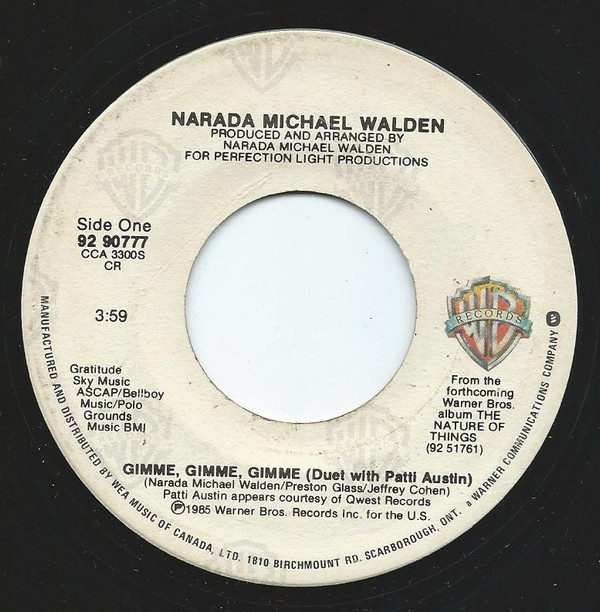 NARADA MICHAEL WALDEN
PRODUCED AND ARRANGED BY
NARADA MICHAEL WALDEN
FOR PERFECTION LIGHT PRODUCTIONS
Side One
92 90777
CCA 3300S
CR
3:59
Gratitude
Sky Music
ASCAP/Bellboy
Music/Polo
Grounds
Music BMI
RECORDS
From the
forthcoming
Warner Bros.
album THE
NATURE OF
THINGS
(92 51761)
GIMME, GIMME, GIMME (Duet with Patti Austin)
(Narada Michael Walden/Preston Glass/Jeffrey Cohen)
Patti Austin appears courtesy of Qwest Records
Ⓟ1985 Warner Bros. Records Inc. for the U.S.
MANUFACTURED AND DISTRIBUTED BY WEA MUSIC OF CANADA, LTD. 1810 BIRCHMOUNT RD. SCARBOROUGH, ONT. a WARNER COMMUNICATIONS COMPANY